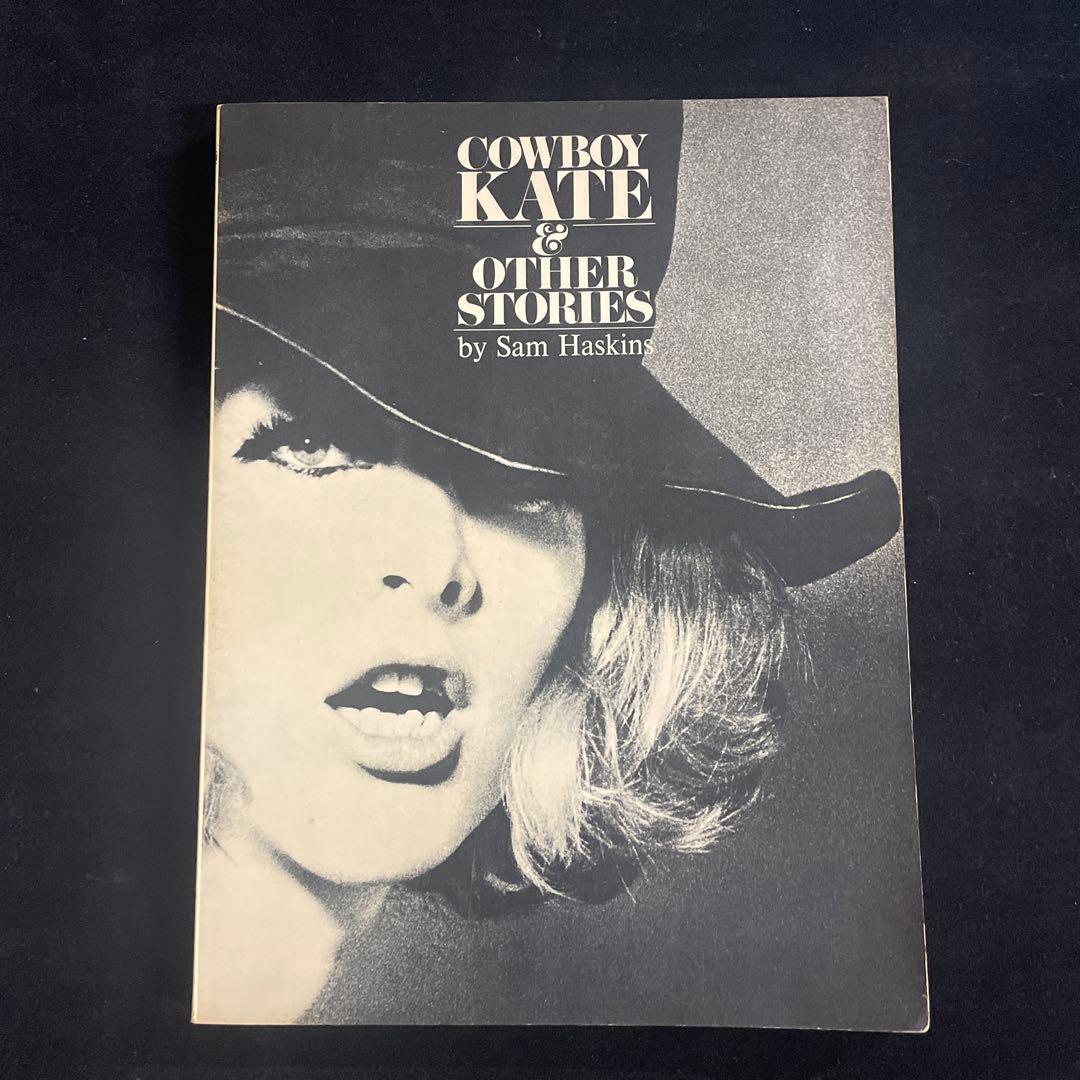 COWBOY
KATE
&
OTHER
STORIES
by Sam Haskins